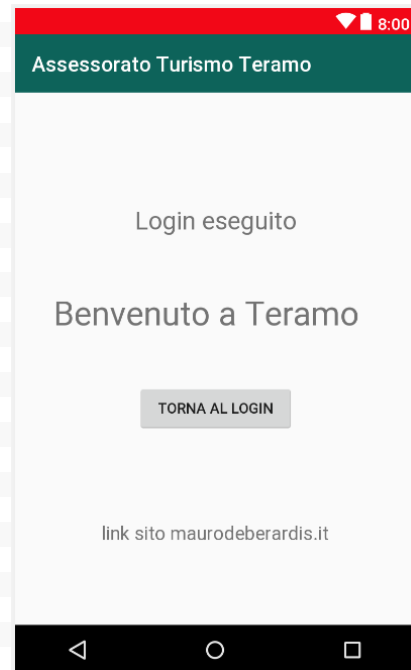 8:00
Assessorato Turismo Teramo
Login eseguito
Benvenuto a Teramo
TORNA AL LOGIN
link sito maurodeberardis.it